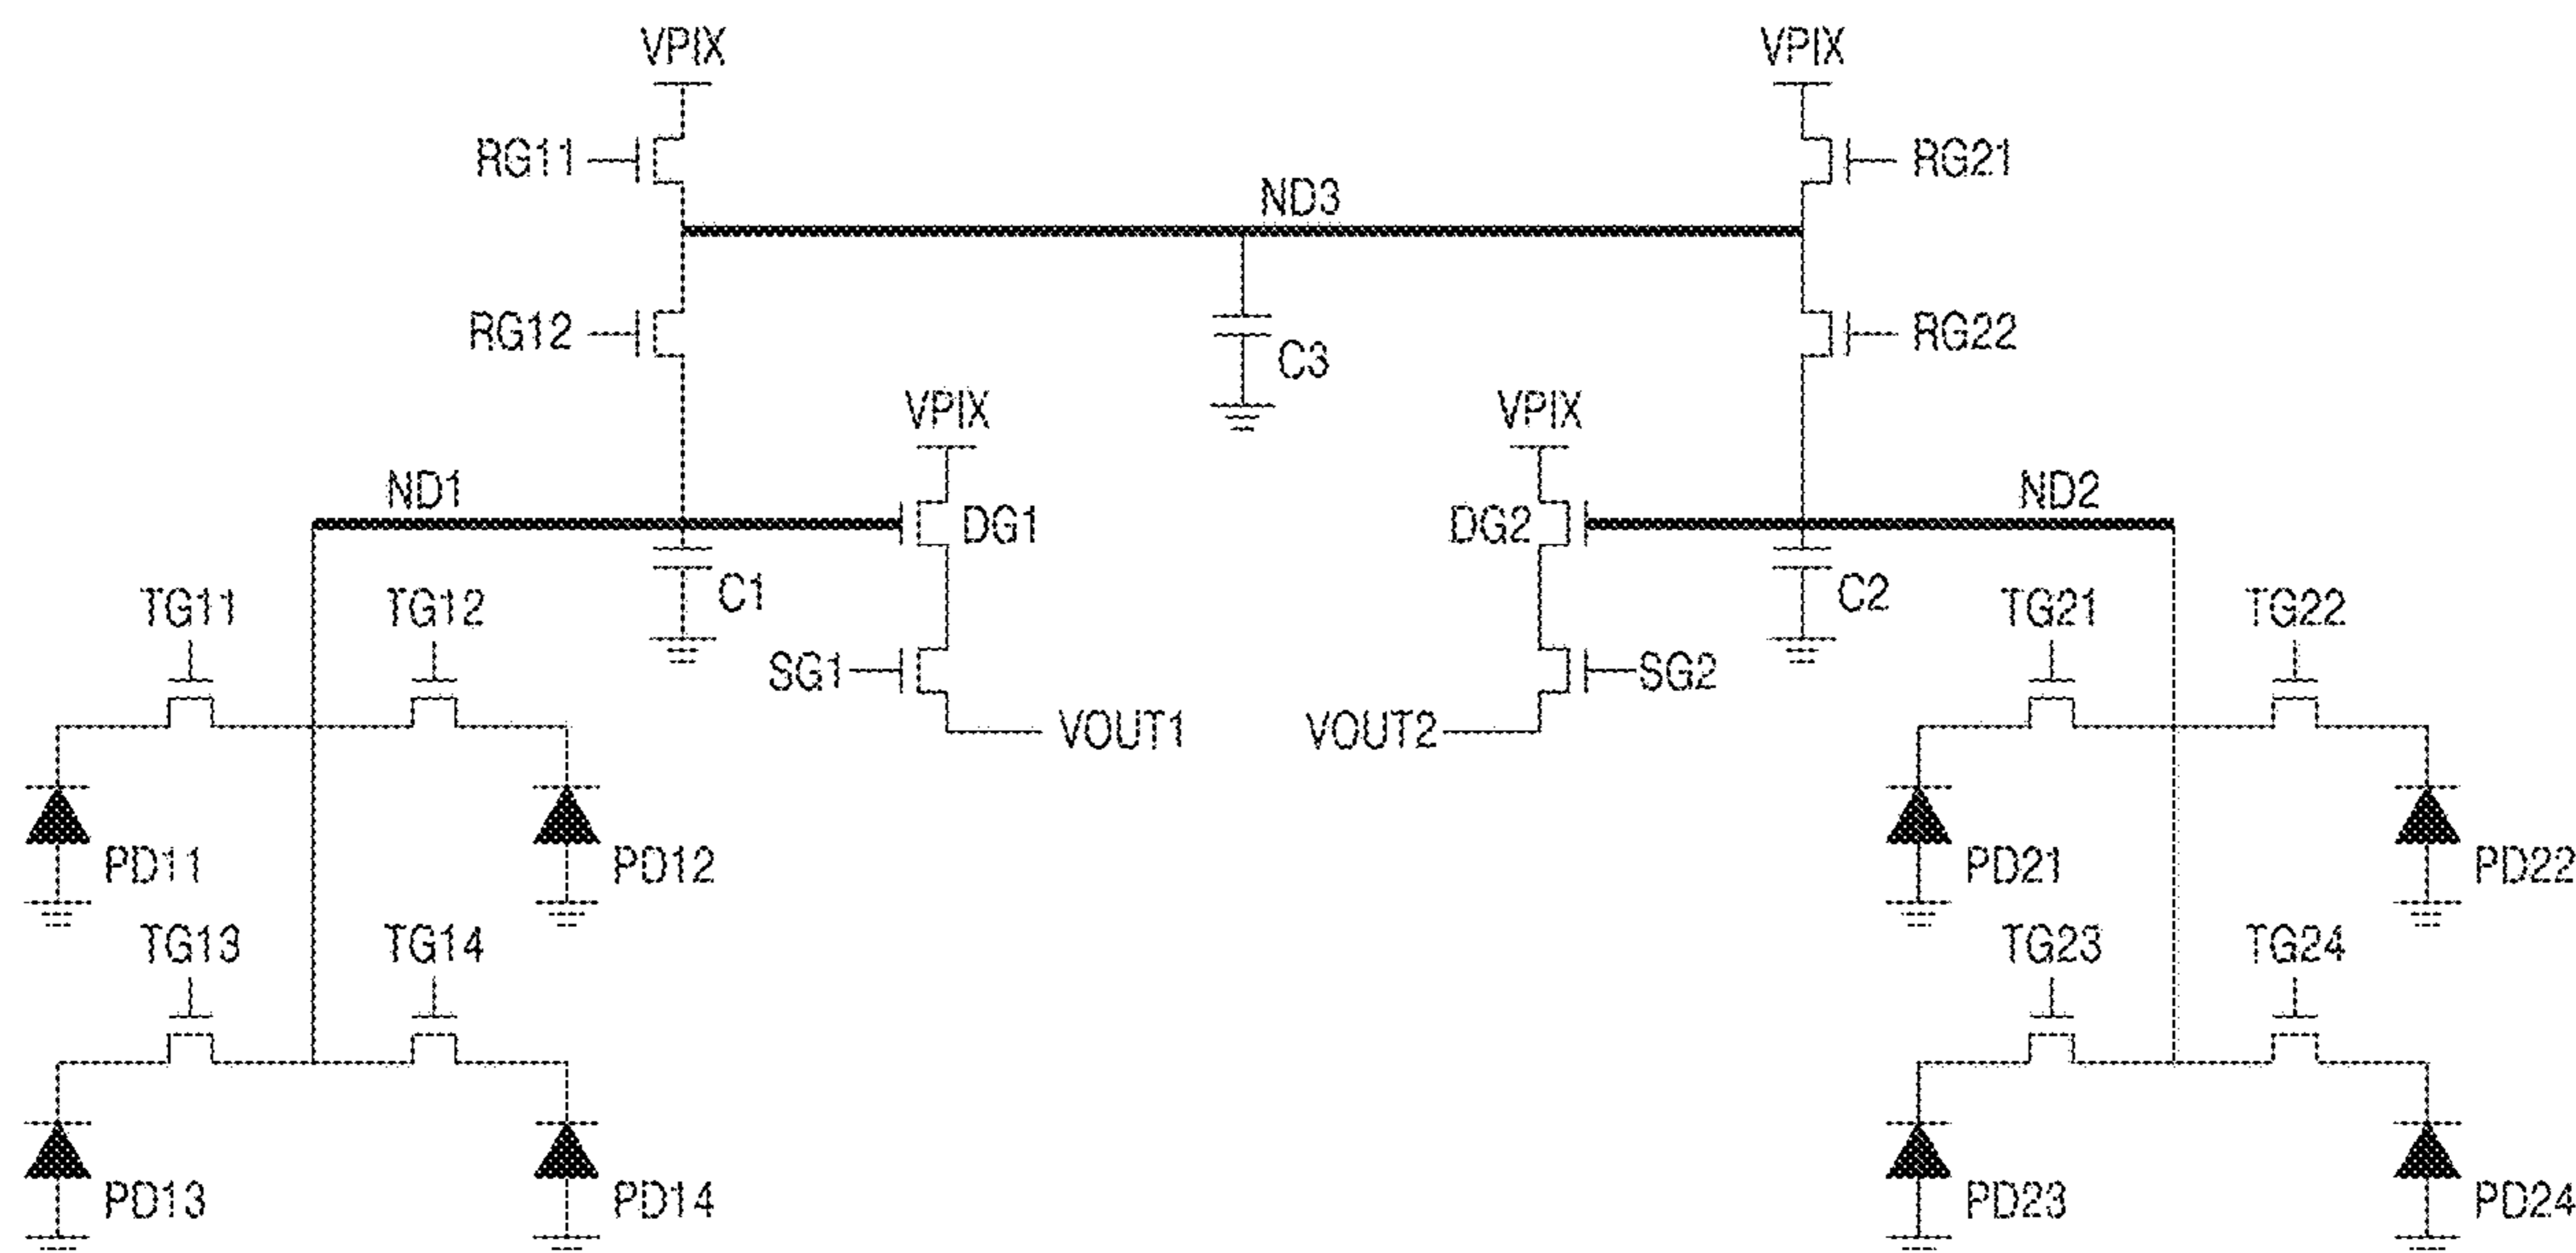 VPIX VPIX
RG11 RG21
ND3
RG12 RG22
C3
VPIX VPIX
ND1 ND2
DG1 DG2
C1 C2
TG11 TG12 TG21 TG22
SG1 SG2
VOUT1 VOUT2
PD11 PD12 PD21 PD22
TG13 TG14 TG23 TG24
PD13 PD14 PD23 PD24